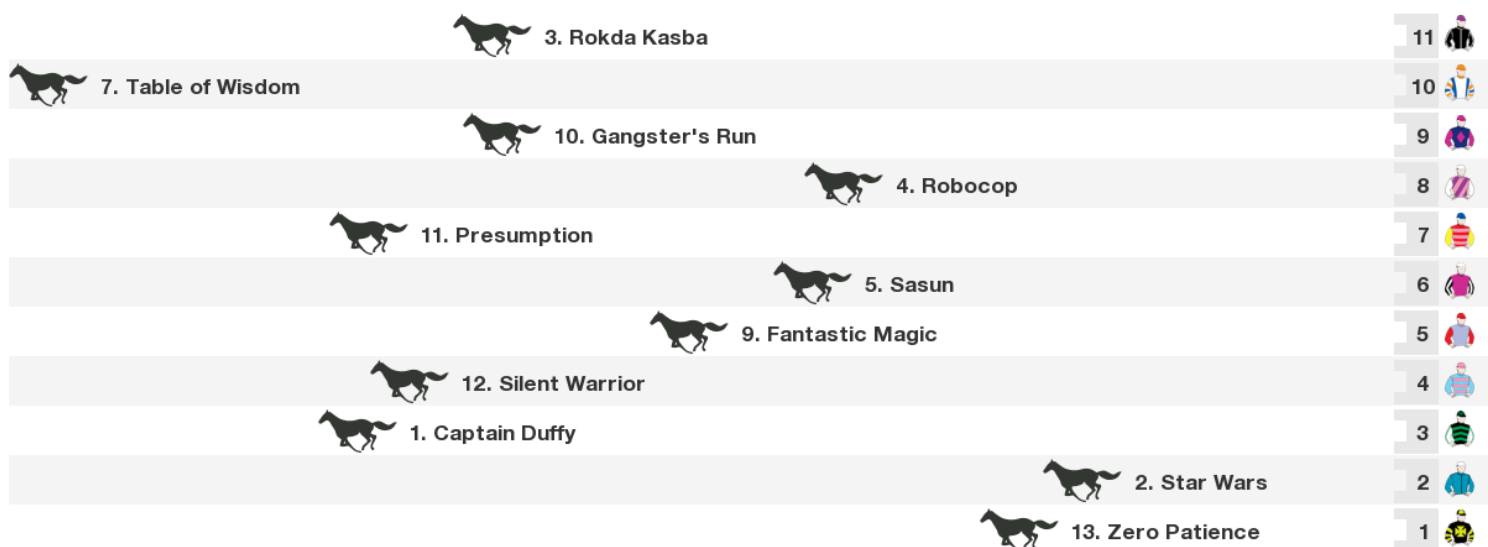 3. Rokda Kasba 11
7. Table of Wisdom 10
10. Gangster's Run 9
4. Robocop 8
11. Presumption 7
5. Sasun 6
9. Fantastic Magic 5
12. Silent Warrior 4
1. Captain Duffy 3
2. Star Wars 2
13. Zero Patience 1